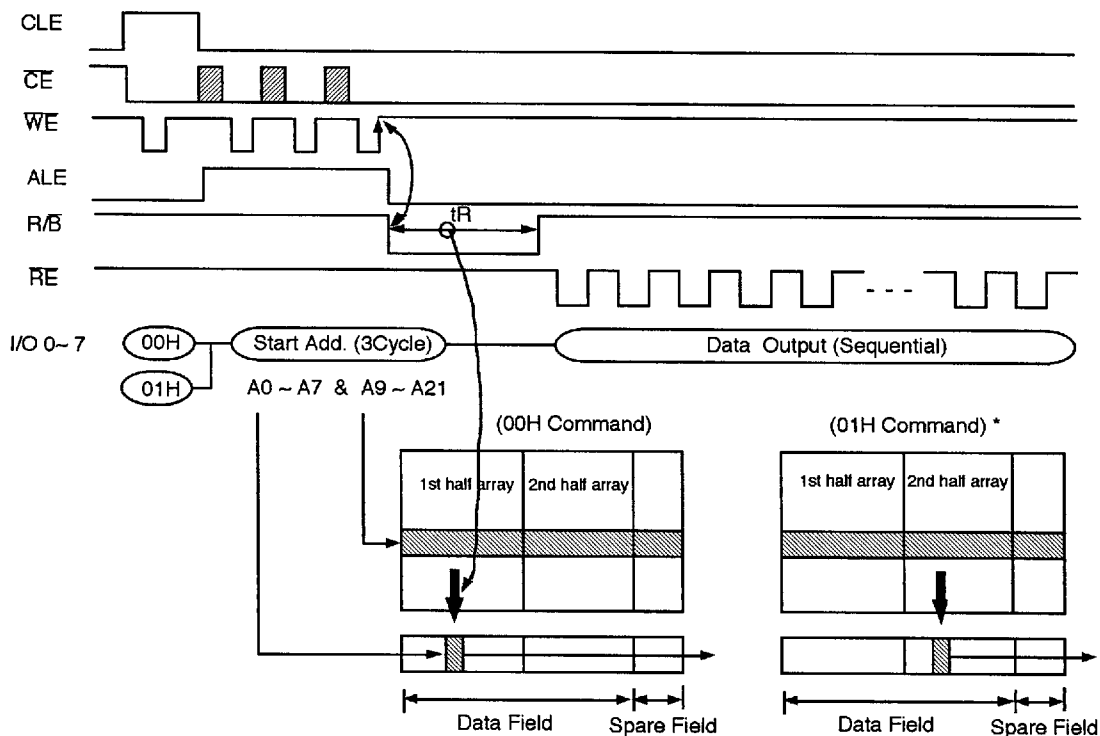 CLE
CE
WE
ALE
R/B
tR
RE
I/O 0~ 7
00H
Start Add. (3Cycle)
Data Output (Sequential)
01H
A0 ~ A7 & A9 ~ A21
(00H Command)
(01H Command) *
1st half array
2nd half array
1st half array
2nd half array
Data Field
Spare Field
Data Field
Spare Field